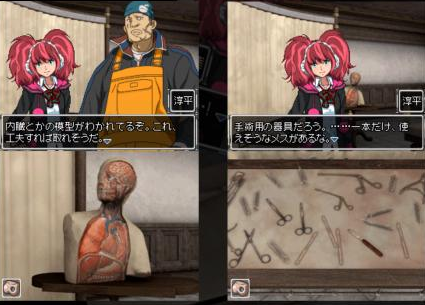 淳平
内臓とかの模型がわかれてるぞ。これ、
工夫すれば取れそうだ。
淳平
手術用の器具だろう。……一本だけ、使
えそうなメスがあるな。